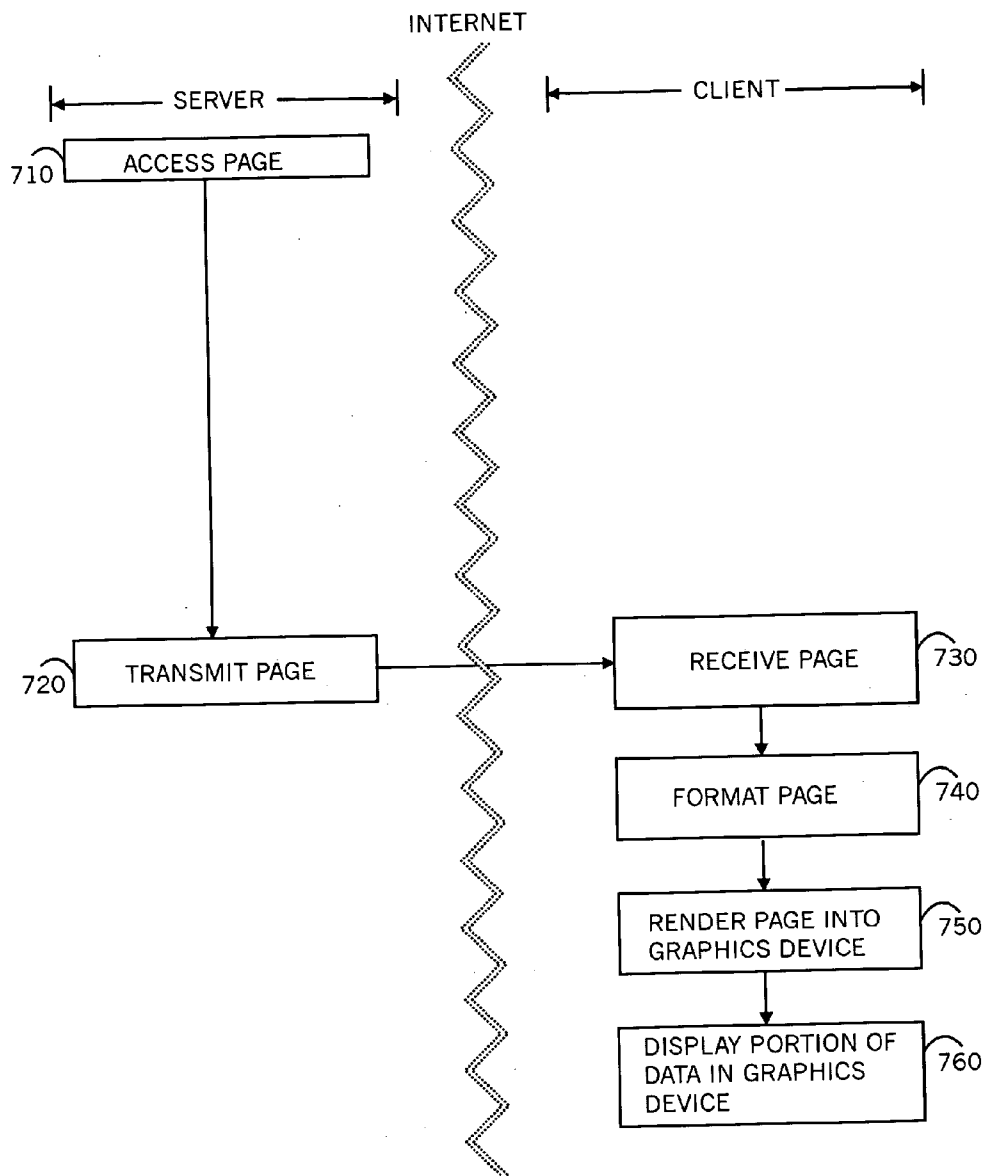 INTERNET
SERVER
CLIENT
710
ACCESS PAGE
720
TRANSMIT PAGE
RECEIVE PAGE
730
FORMAT PAGE
740
RENDER PAGE INTO
GRAPHICS DEVICE
750
DISPLAY PORTION OF
DATA IN GRAPHICS
DEVICE
760